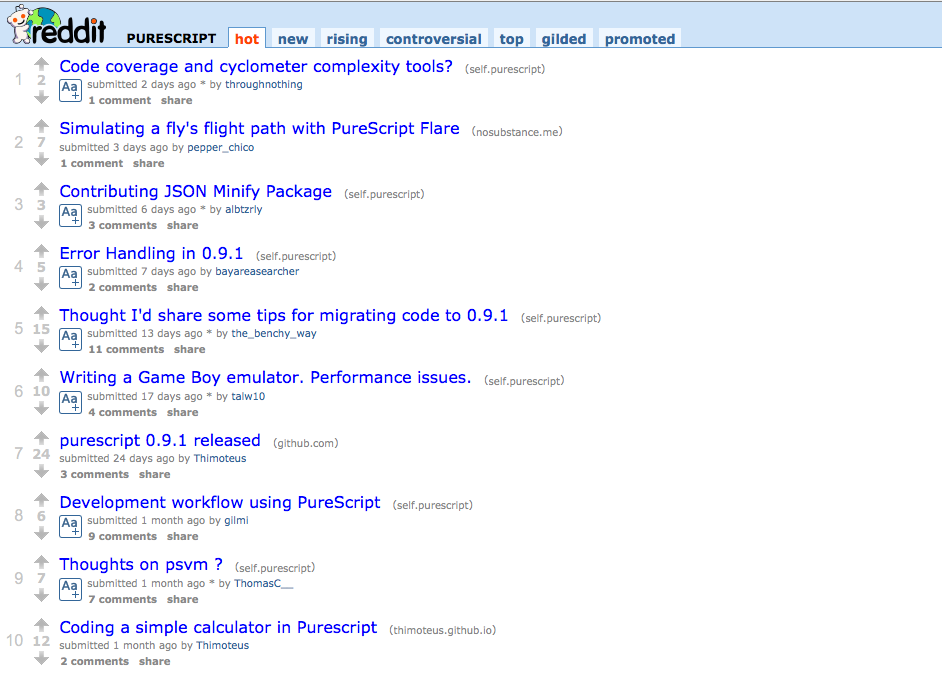 reddit PURESCRIPT hot new rising controversial top gilded promoted
1 2 Code coverage and cyclometer complexity tools? (self.purescript)
Aa+ submitted 2 days ago * by throughnothing
1 comment share
2 7 Simulating a fly's flight path with PureScript Flare (nosubstance.me)
submitted 3 days ago by pepper_chico
1 comment share
3 3 Contributing JSON Minify Package (self.purescript)
Aa+ submitted 6 days ago * by albtzrly
3 comments share
4 5 Error Handling in 0.9.1 (self.purescript)
Aa+ submitted 7 days ago by bayareasearcher
2 comments share
5 15 Thought I'd share some tips for migrating code to 0.9.1 (self.purescript)
Aa+ submitted 13 days ago * by the_benchy_way
11 comments share
6 10 Writing a Game Boy emulator. Performance issues. (self.purescript)
Aa+ submitted 17 days ago * by talw10
4 comments share
7 24 purescript 0.9.1 released (github.com)
submitted 24 days ago by Thimoteus
3 comments share
8 6 Development workflow using PureScript (self.purescript)
Aa+ submitted 1 month ago by gilmi
9 comments share
9 7 Thoughts on psvm ? (self.purescript)
Aa+ submitted 1 month ago * by ThomasC__
7 comments share
10 12 Coding a simple calculator in Purescript (thimoteus.github.io)
submitted 1 month ago by Thimoteus
2 comments share